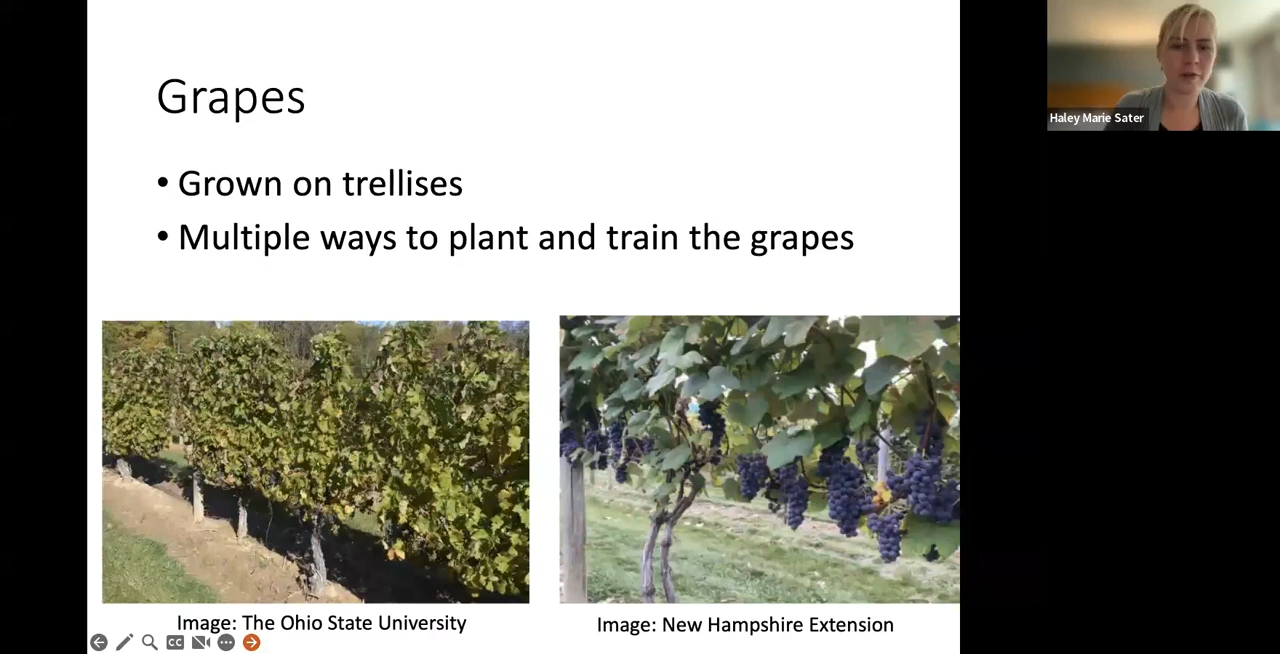 Grapes
• Grown on trellises
• Multiple ways to plant and train the grapes
Image: The Ohio State University
Image: New Hampshire Extension
CC
Haley Marie Sater